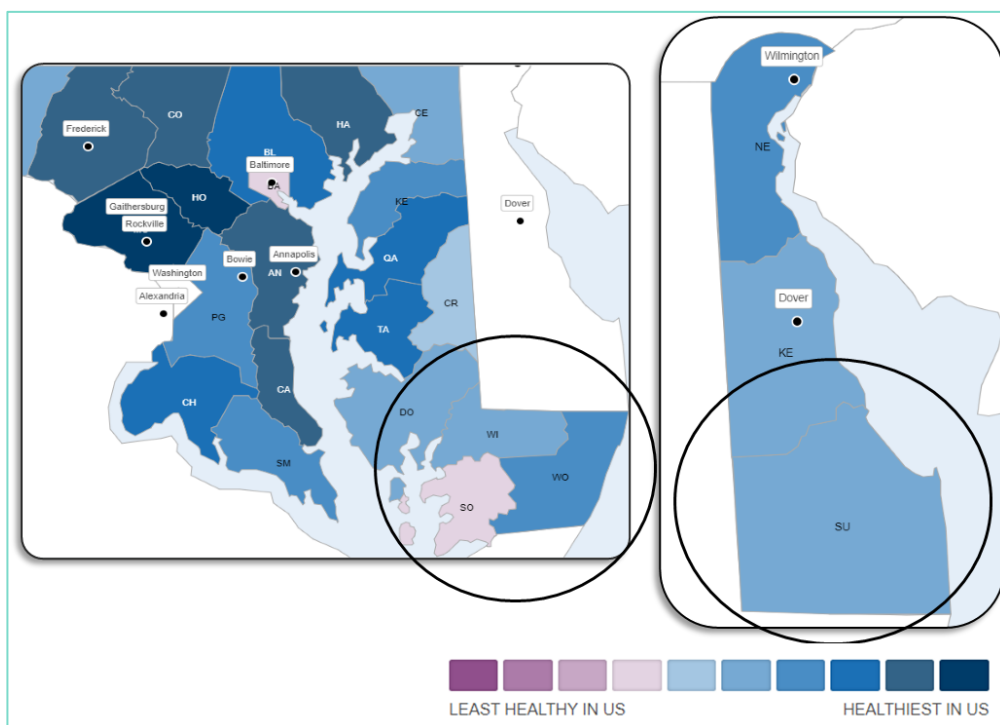 CO
HA
CE
Frederick
BL
Baltimore
BA
HO
KE
Gaithersburg
Rockville
Dover
QA
Washington
Bowie
AN
Annapolis
Alexandria
PG
CR
TA
CA
CH
DO
WI
SM
WO
SO
Wilmington
NE
Dover
KE
SU
LEAST HEALTHY IN US
HEALTHIEST IN US